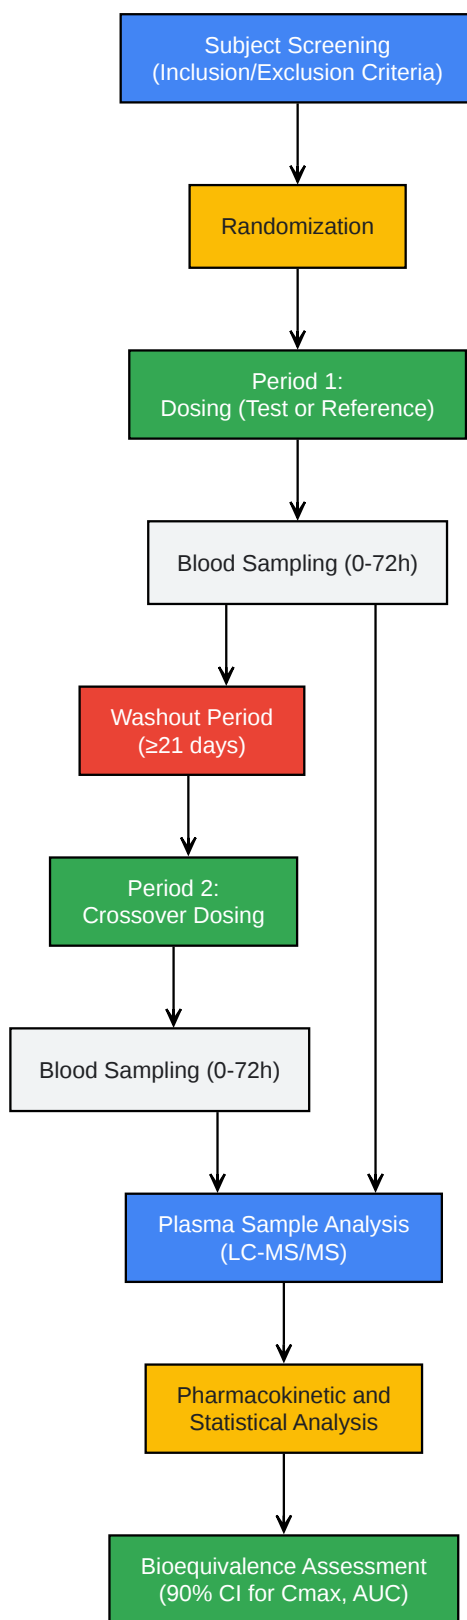 Subject Screening
(Inclusion/Exclusion Criteria)
Randomization
Period 1:
Dosing (Test or Reference)
Blood Sampling (0-72h)
Washout Period
(≥21 days)
Period 2:
Crossover Dosing
Blood Sampling (0-72h)
Plasma Sample Analysis
(LC-MS/MS)
Pharmacokinetic and
Statistical Analysis
Bioequivalence Assessment
(90% CI for Cmax, AUC)